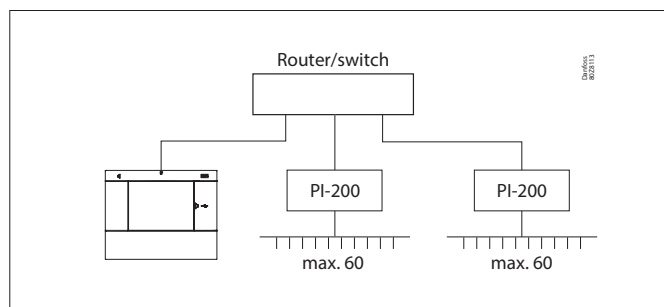 Router/switch
Danfoss
80Z8113
PI-200
PI-200
max. 60
max. 60